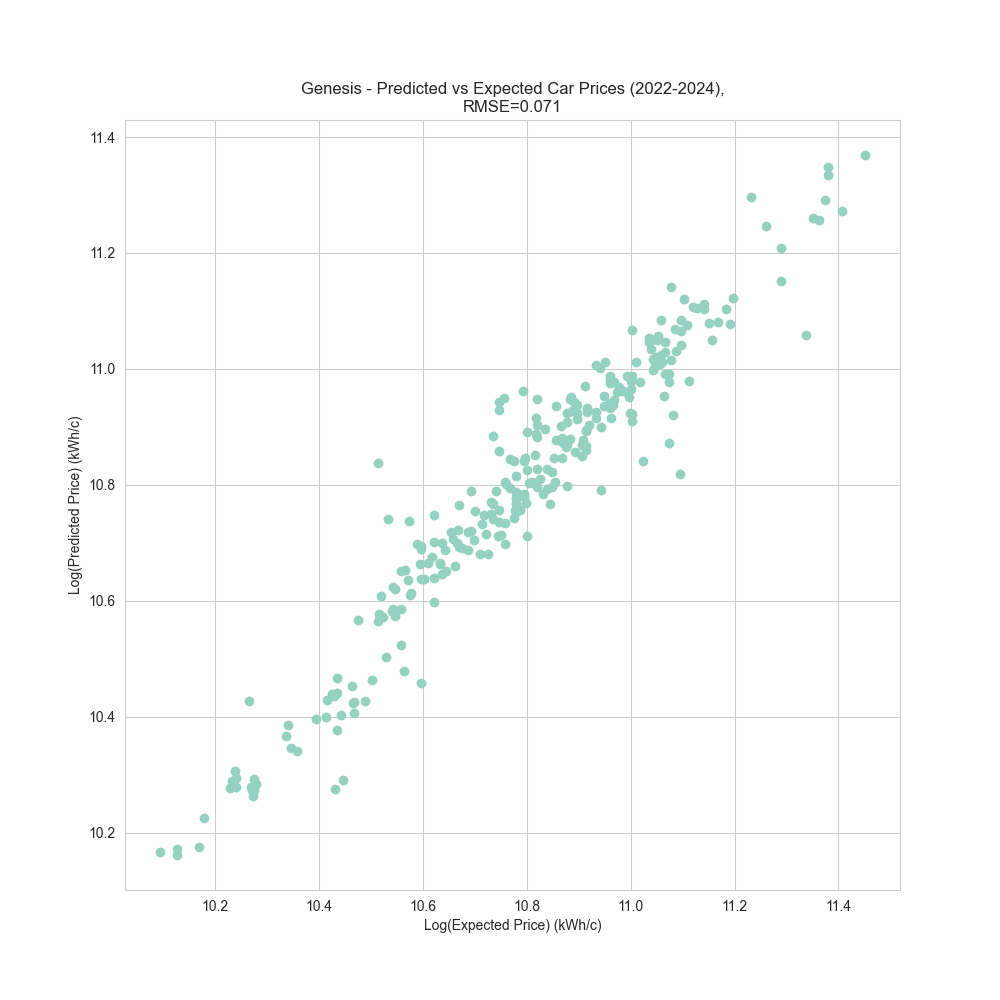 Genesis - Predicted vs Expected Car Prices (2022-2024),
RMSE=0.071
11.4
11.2
11.0
10.8
10.6
10.4
10.2
Log(Predicted Price) (kWh/c)
10.2 10.4 10.6 10.8 11.0 11.2 11.4
Log(Expected Price) (kWh/c)